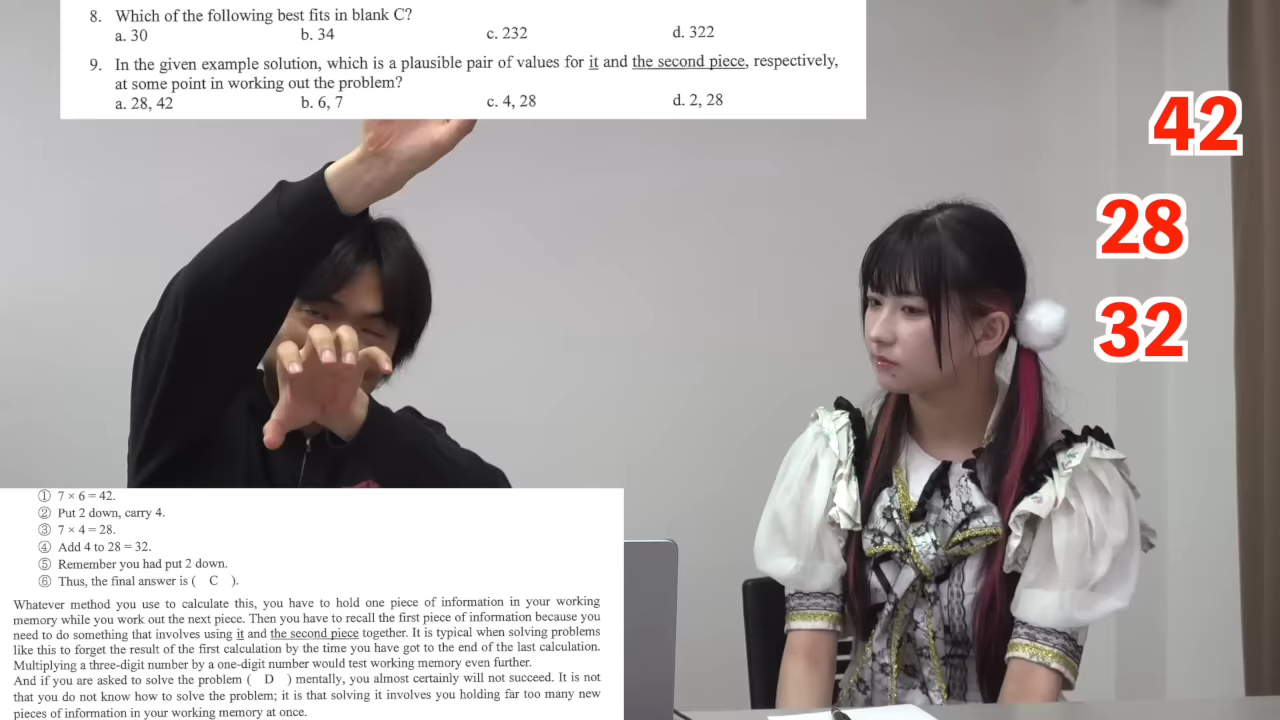 8. Which of the following best fits in blank C?
a. 30 b. 34 c. 232 d. 322
9. In the given example solution, which is a plausible pair of values for it and the second piece, respectively,
at some point in working out the problem?
a. 28, 42 b. 6, 7 c. 4, 28 d. 2, 28
42
28
32
① 7 × 6 = 42.
② Put 2 down, carry 4.
③ 7 × 4 = 28.
④ Add 4 to 28 = 32.
⑤ Remember you had put 2 down.
⑥ Thus, the final answer is ( C ).
Whatever method you use to calculate this, you have to hold one piece of information in your working
memory while you work out the next piece. Then you have to recall the first piece of information because you
need to do something that involves using it and the second piece together. It is typical when solving problems
like this to forget the result of the first calculation by the time you have got to the end of the last calculation.
Multiplying a three-digit number by a one-digit number would test working memory even further.
And if you are asked to solve the problem ( D ) mentally, you almost certainly will not succeed. It is not
that you do not know how to solve the problem; it is that solving it involves you holding far too many new
pieces of information in your working memory at once.